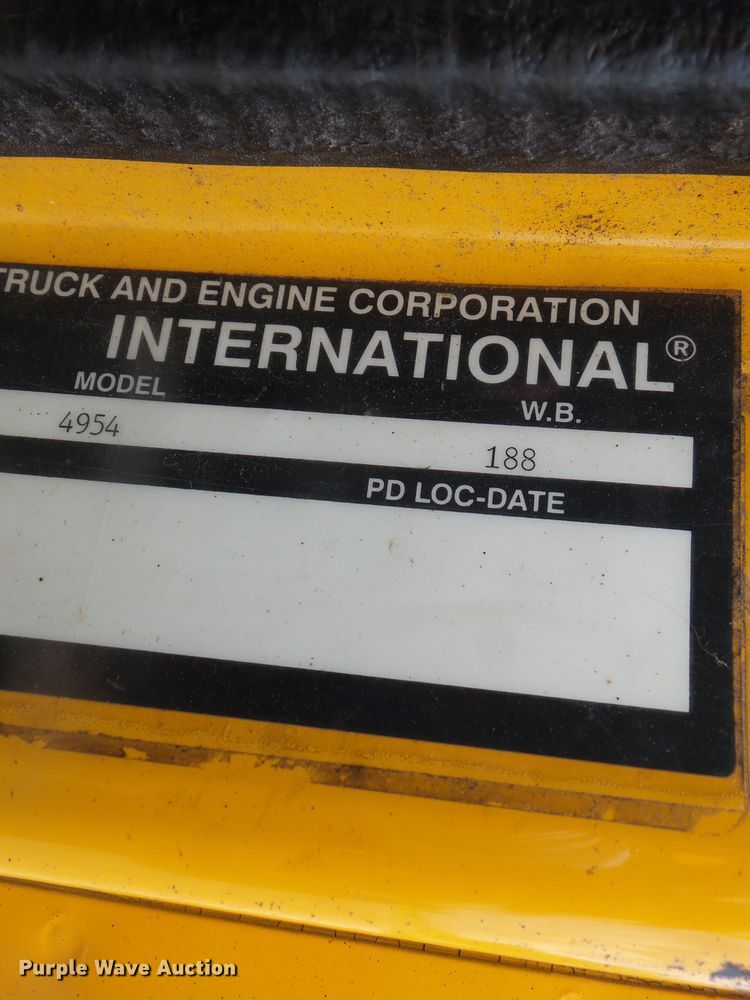 TRUCK AND ENGINE CORPORATION
INTERNATIONAL®
MODEL W.B.
4954 188
PD LOC-DATE
Purple Wave Auction